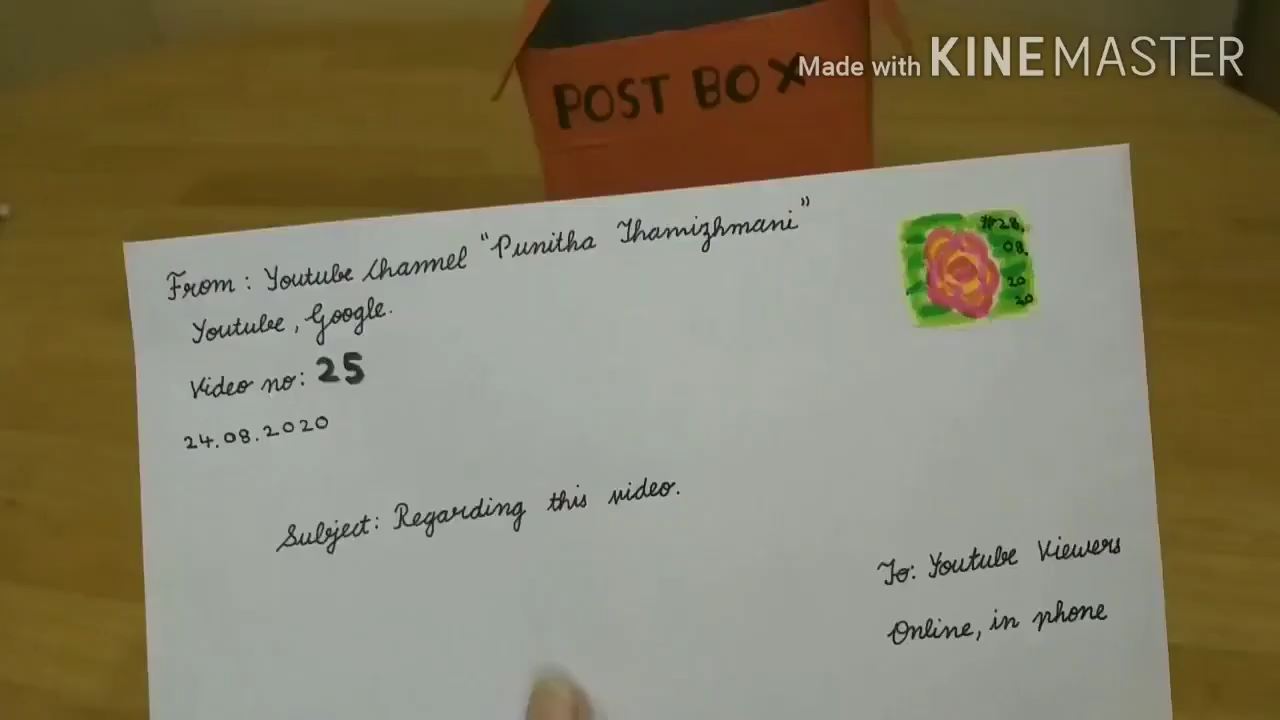 POST BOX
Made with KINEMASTER
From: Youtube Channel "Punitha Thamizhmani"
Youtube, Google.
Video no: 25
24.08.2020
28.
08.
20
20
Subject: Regarding this video.
To: Youtube Viewers
Online, in phone